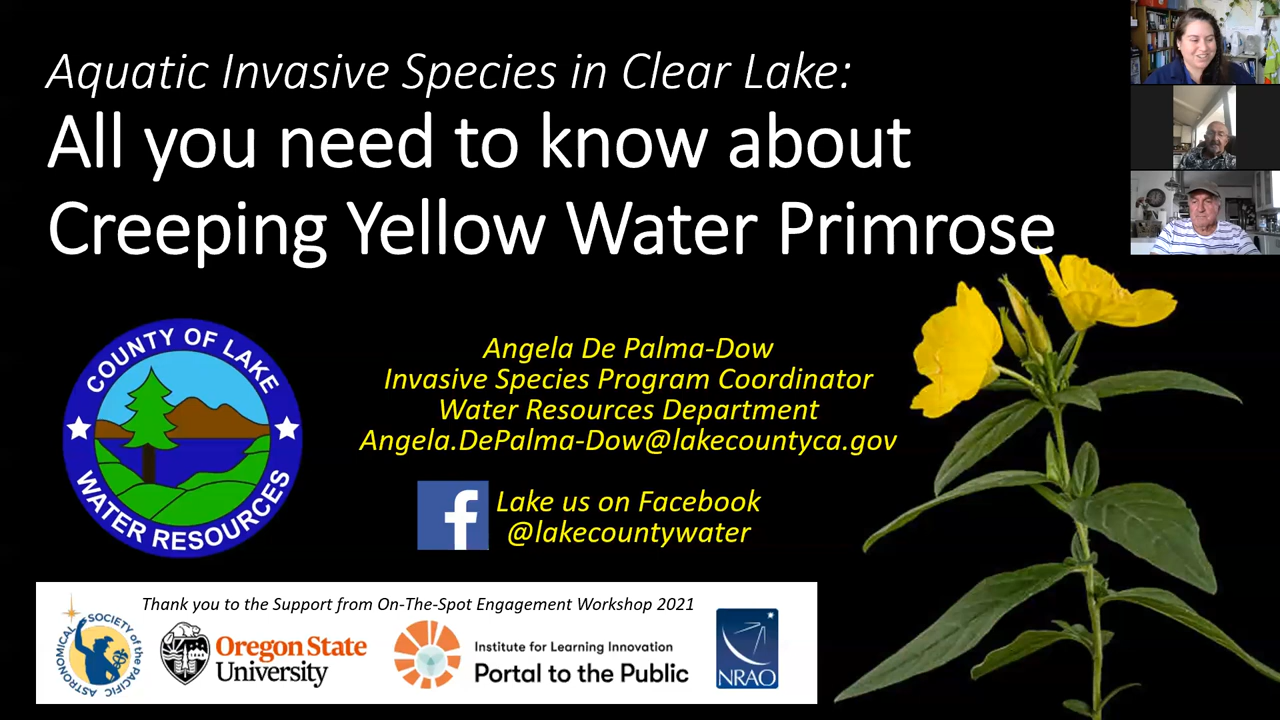 Aquatic Invasive Species in Clear Lake:
All you need to know about
Creeping Yellow Water Primrose
COUNTY OF LAKE
WATER RESOURCES
Angela De Palma-Dow
Invasive Species Program Coordinator
Water Resources Department
Angela.DePalma-Dow@lakecountyca.gov
f
Lake us on Facebook
@lakecountywater
Thank you to the Support from On-The-Spot Engagement Workshop 2021
ASTRONOMICAL SOCIETY of the PACIFIC
Oregon State
University
Institute for Learning Innovation
Portal to the Public
NRAO